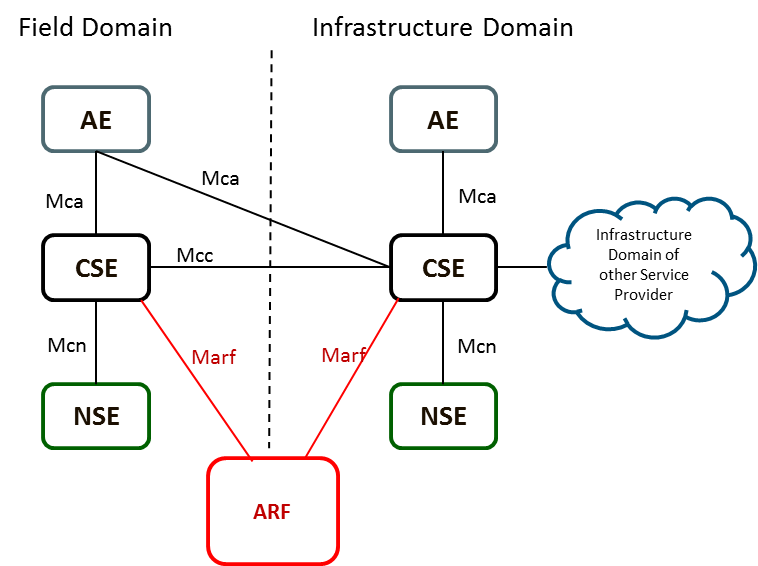 Field Domain
Infrastructure Domain
AE
AE
Mca
Mca
Mca
CSE
Mcc
CSE
Infrastructure
Domain of
other Service
Provider
Mcn
Marf
Marf
Mcn
NSE
NSE
ARF